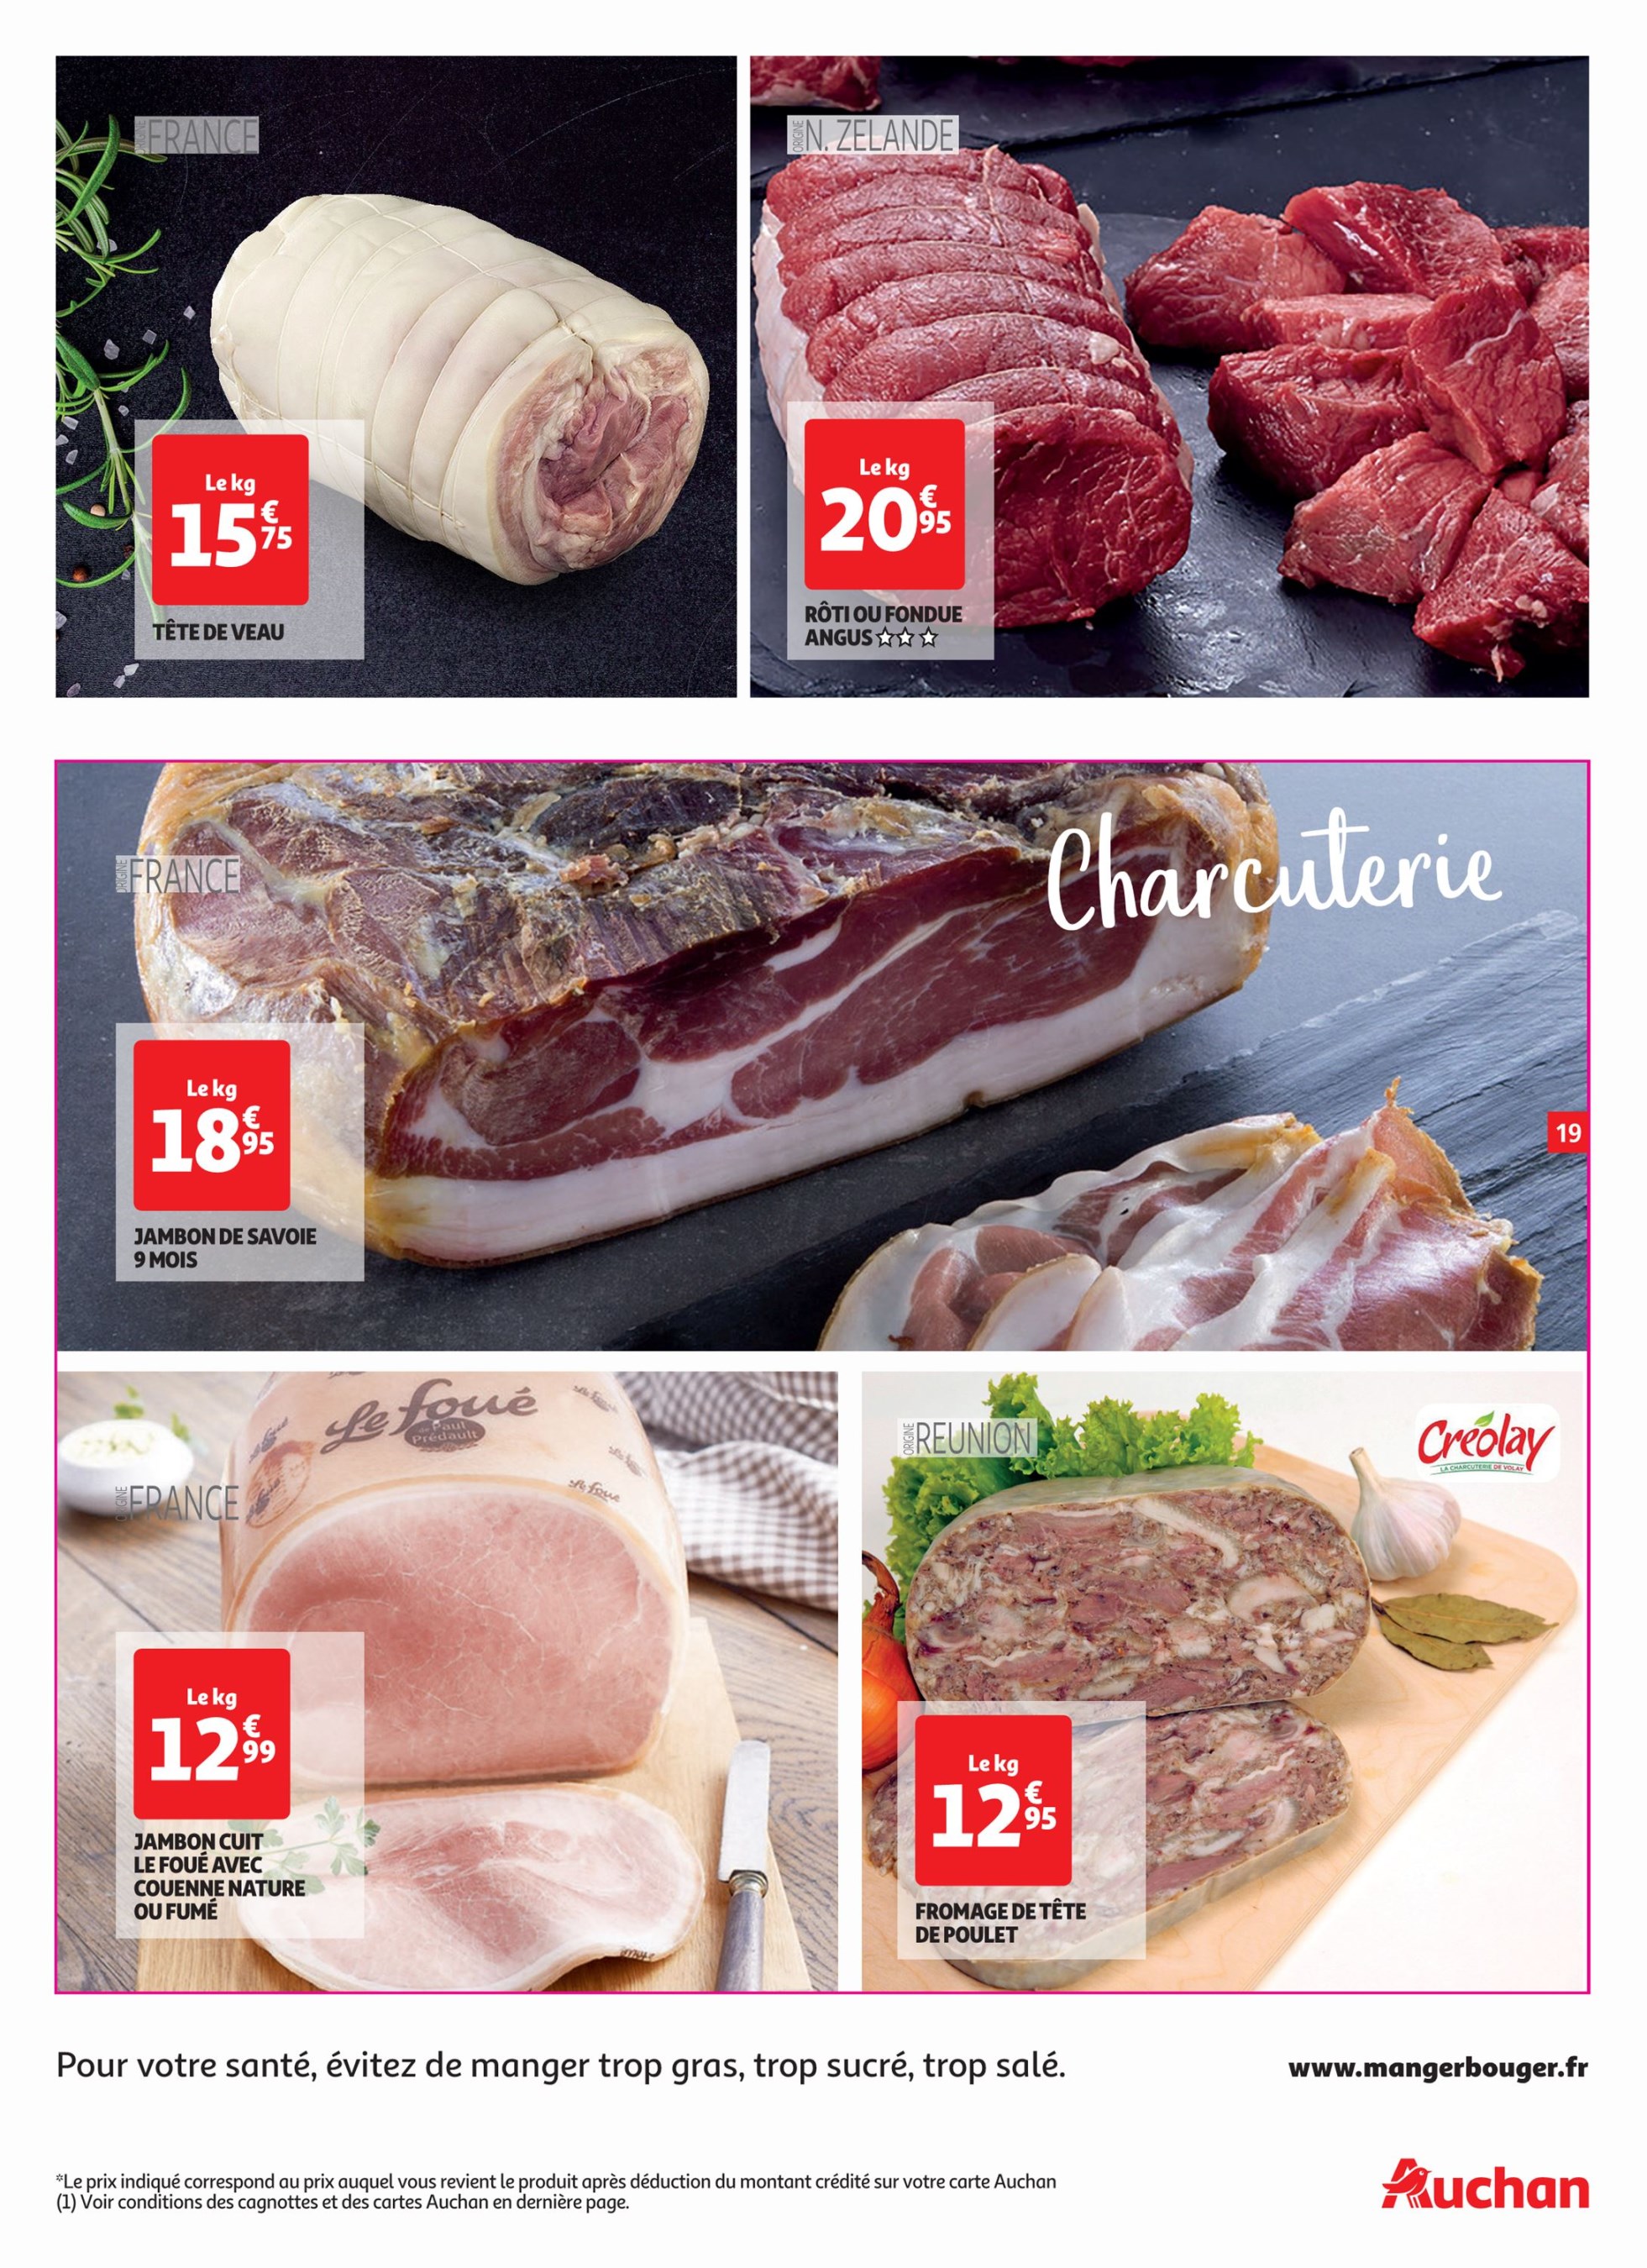 ORIGINE FRANCE
Le kg
15€75
TÊTE DE VEAU
ORIGINE N. ZELANDE
Le kg
20€95
RÔTI OU FONDUE
ANGUS ☆☆☆
Charcuterie
ORIGINE FRANCE
Le kg
18€95
JAMBON DE SAVOIE
9 MOIS
19
Le foué
de Paul
Prédault
Le foué
ORIGINE FRANCE
Le kg
12€99
JAMBON CUIT
LE FOUÉ AVEC
COUENNE NATURE
OU FUMÉ
ORIGINE REUNION
Créolay
LA CHARCUTERIE DE VOLAY
Le kg
12€95
FROMAGE DE TÊTE
DE POULET
Pour votre santé, évitez de manger trop gras, trop sucré, trop salé.
www.mangerbouger.fr
*Le prix indiqué correspond au prix auquel vous revient le produit après déduction du montant crédité sur votre carte Auchan
(1) Voir conditions des cagnottes et des cartes Auchan en dernière page.
Auchan